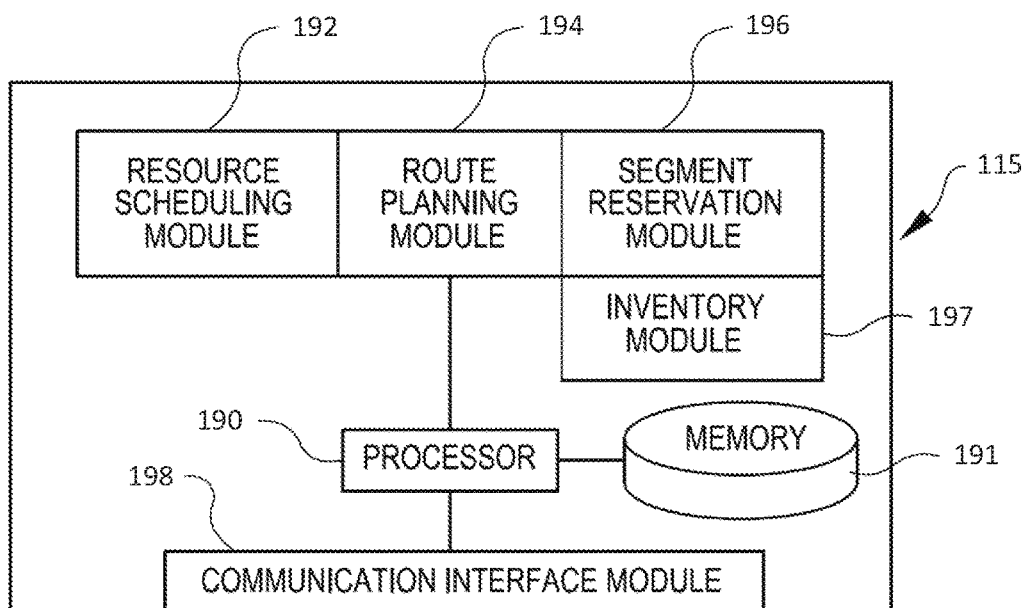 192
194
196
RESOURCE
SCHEDULING
MODULE
ROUTE
PLANNING
MODULE
SEGMENT
RESERVATION
MODULE
115
INVENTORY
MODULE
197
190
PROCESSOR
MEMORY
191
198
COMMUNICATION INTERFACE MODULE